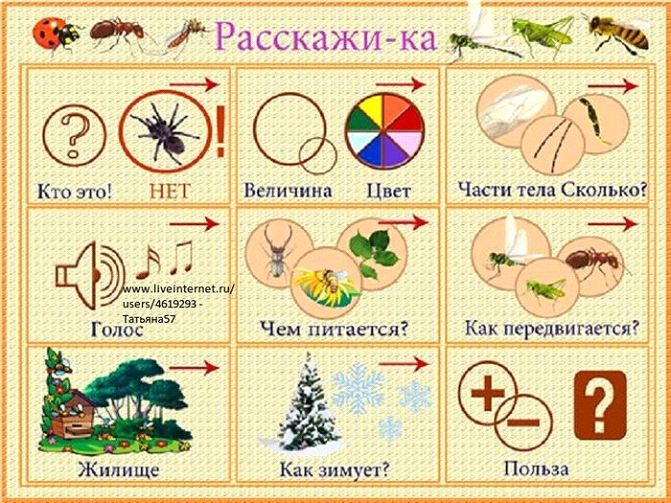 Расскажи-ка
Кто это! НЕТ !
Величина Цвет
Части тела Сколько?
www.liveinternet.ru/
users/4619293 -
Татьяна57
Голос
Чем питается?
Как передвигается?
Жилище
Как зимует?
Польза